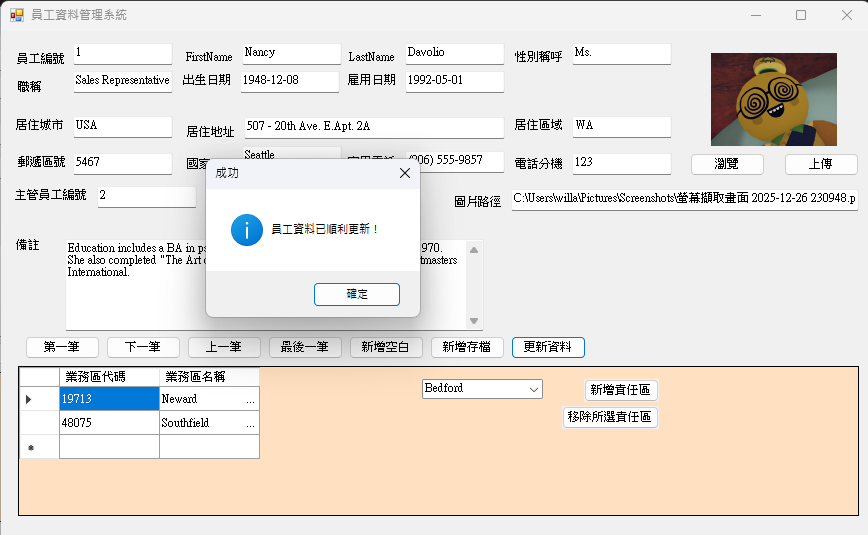 員工資料管理系統
員工編號 1 FirstName Nancy LastName Davolio 性別稱呼 Ms.
職稱 Sales Representative 出生日期 1948-12-08 雇用日期 1992-05-01
居住城市 USA 居住地址 507 - 20th Ave. E.Apt. 2A 居住區域 WA
郵遞區號 5467 國家 Seattle (206) 555-9857 電話分機 123 瀏覽 上傳
主管員工編號 2 圖片路徑 C:\Users\willa\Pictures\Screenshots\螢幕擷取畫面 2025-12-26 230948.p
成功
員工資料已順利更新！
確定
備註 Education includes a BA in 970.
She also completed "The Art tmasters
International.
第一筆 下一筆 上一筆 最後一筆 新增空白 新增存檔 更新資料
業務區代碼 業務區名稱
19713 Neward ...
48075 Southfield ...
Bedford 新增責任區
移除所選責任區